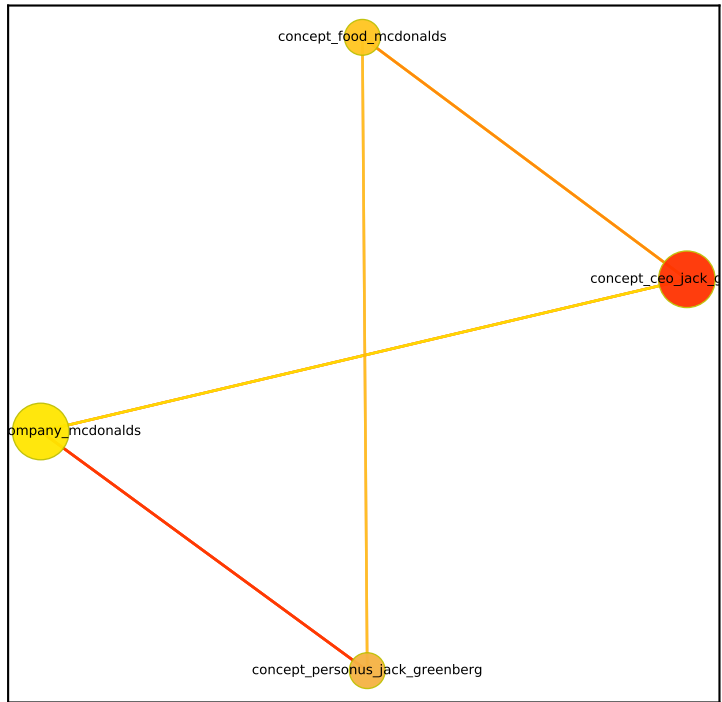 concept_food_mcdonalds
concept_ceo_jack_g
ompany_mcdonalds
concept_personus_jack_greenberg